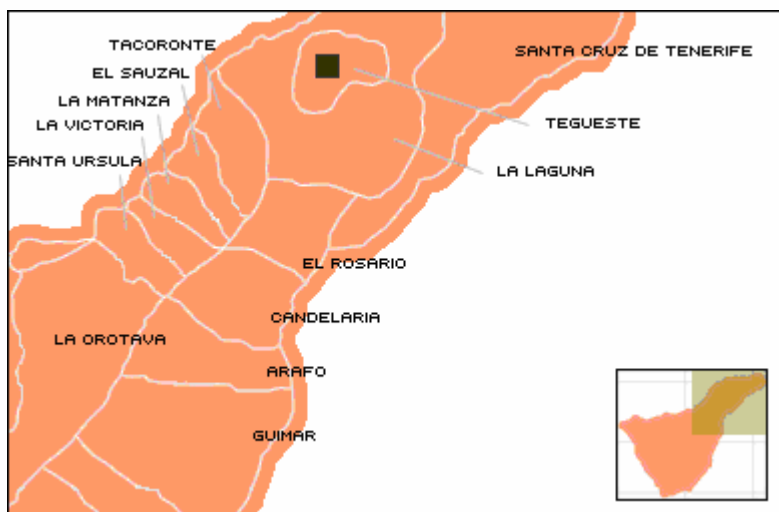 TACORONTE
SANTA CRUZ DE TENERIFE
EL SAUZAL
LA MATANZA
LA VICTORIA
TEGUESTE
SANTA URSULA
LA LAGUNA
EL ROSARIO
CANDELARIA
LA OROTAVA
ARAFO
GUIMAR